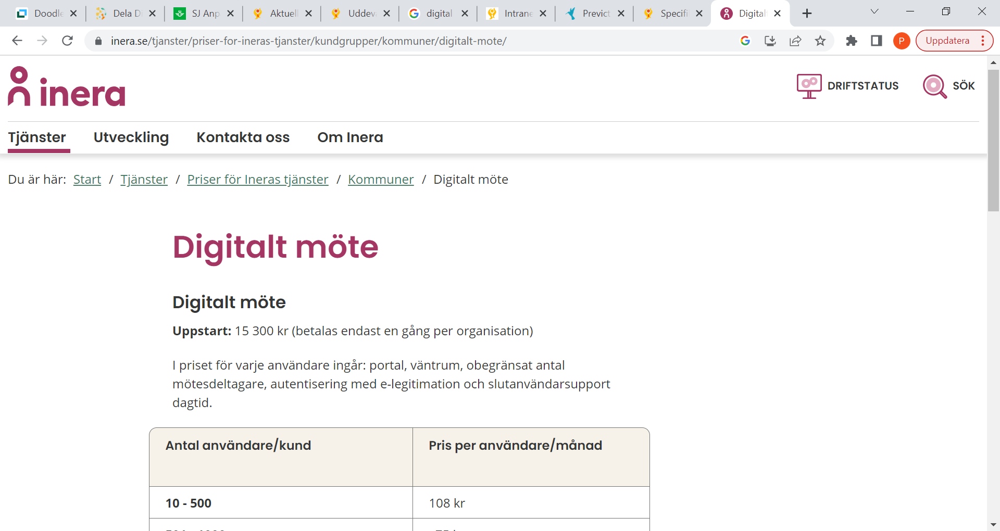 Doodle
Dela D
SJ Anp
Aktuell
Uddev
digital
Intrane
Previct
Specifi
Digital
inera.se/tjanster/priser-for-ineras-tjanster/kundgrupper/kommuner/digitalt-mote/
P
Uppdatera
inera
DRIFTSTATUS
SÖK
Tjänster Utveckling Kontakta oss Om Inera
Du är här: Start / Tjänster / Priser för Ineras tjänster / Kommuner / Digitalt möte
Digitalt möte
Digitalt möte
Uppstart: 15 300 kr (betalas endast en gång per organisation)
I priset för varje användare ingår: portal, väntrum, obegränsat antal
mötesdeltagare, autentisering med e-legitimation och slutanvändarsupport
dagtid.
Antal användare/kund Pris per användare/månad
10 - 500 108 kr